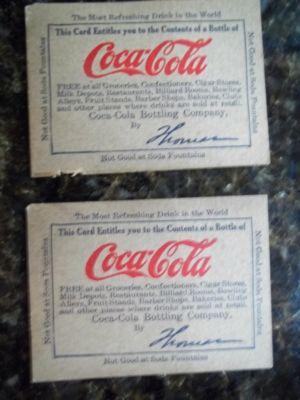 The Most Refreshing Drink in the World
This Card Entitles you to the Contents of a Bottle of
Coca-Cola
FREE at all Groceries, Confectioners, Cigar Stores,
Milk Depots, Restaurants, Billiard Rooms, Bowling
Alleys, Fruit Stands, Barber Shops, Bakeries, Clubs
and other places where drinks are sold at retail.
Coca-Cola Bottling Company,
By Thomas
Not Good at Soda Fountains
Not Good at Soda Fountains
Not Good at Soda Fountains
The Most Refreshing Drink in the World
This Card Entitles you to the Contents of a Bottle of
Coca-Cola
FREE at all Groceries, Confectioners, Cigar Stores,
Milk Depots, Restaurants, Billiard Rooms, Bowling
Alleys, Fruit Stands, Barber Shops, Bakeries, Clubs
and other places where drinks are sold at retail.
Coca-Cola Bottling Company,
By Thomas
Not Good at Soda Fountains
Not Good at Soda Fountains
Not Good at Soda Fountains